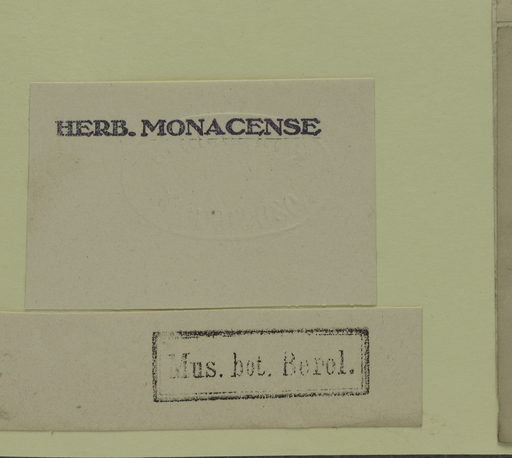 HERB. MONACENSE
Mus. bot. Berol.